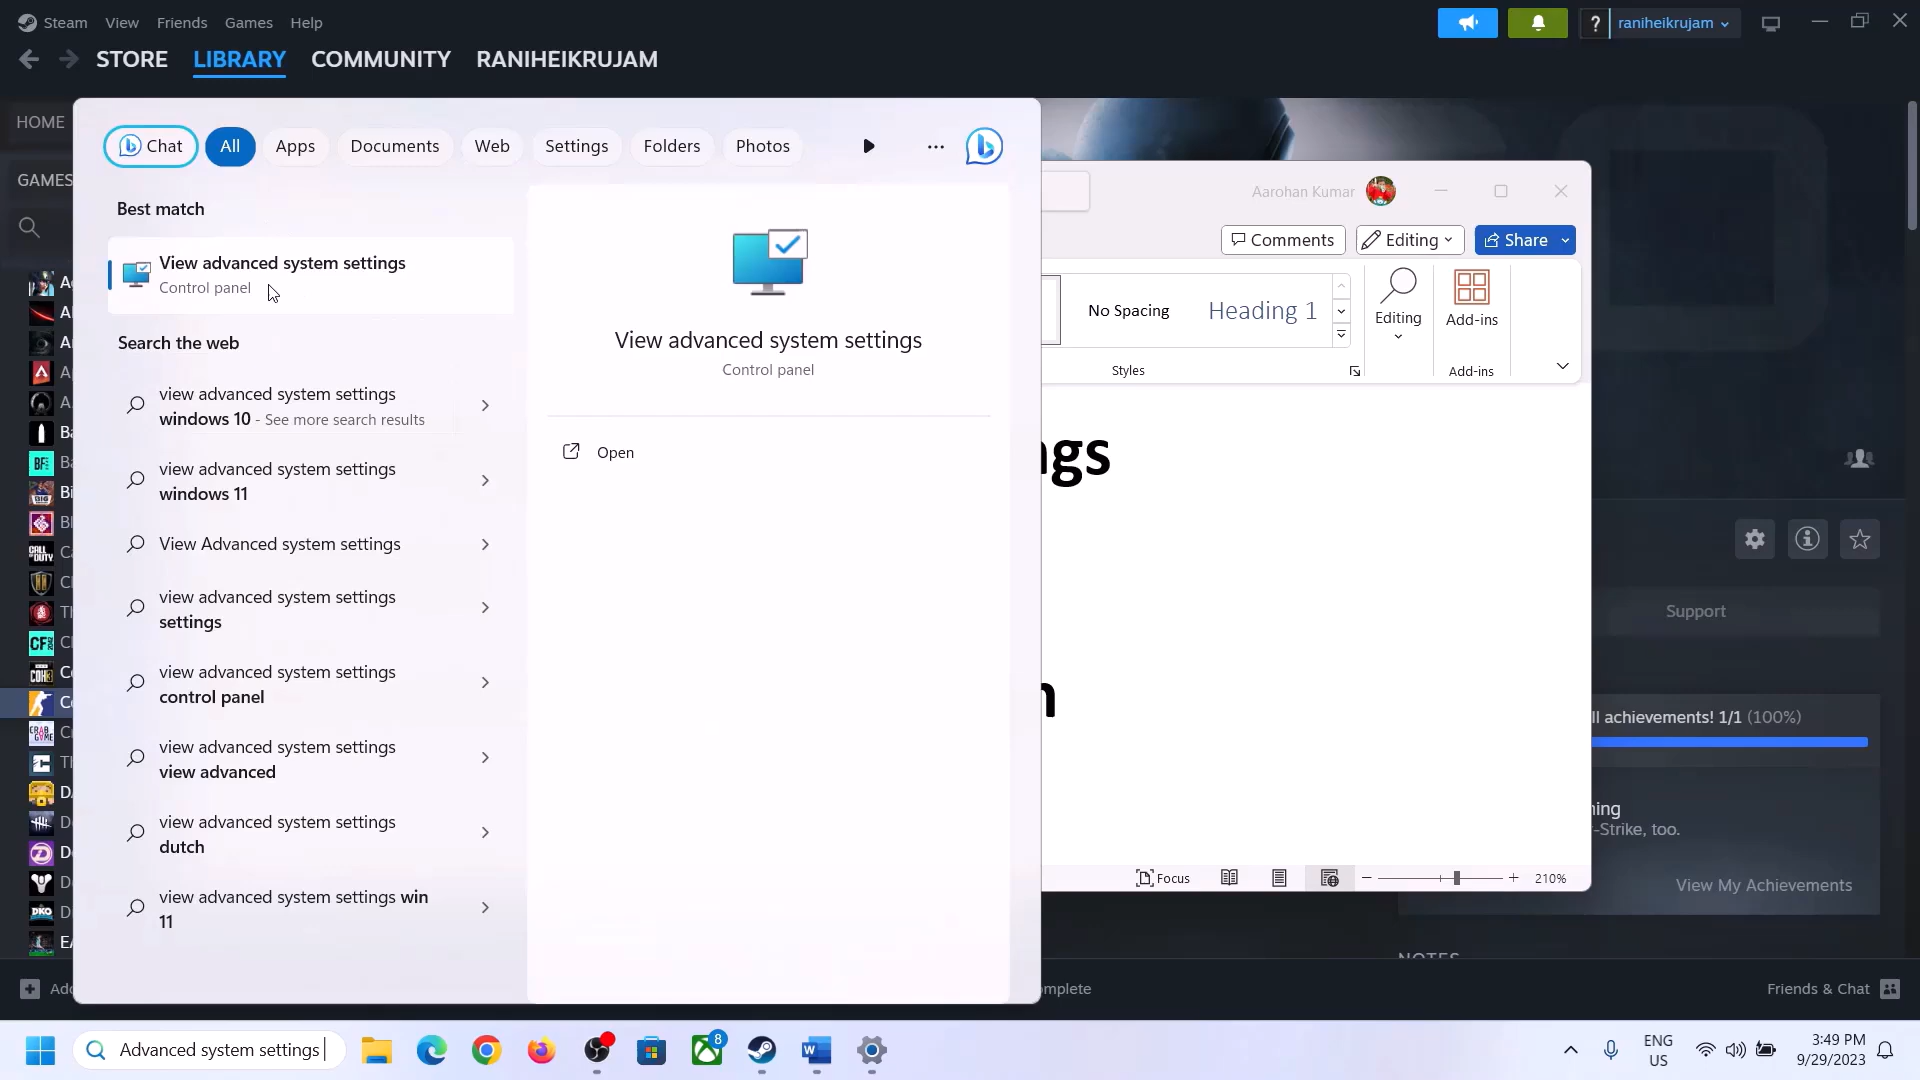 Steam View Friends Games Help
raniheikrujam
STORE LIBRARY COMMUNITY RANIHEIKRUJAM
HOME
GAMES
Chat All Apps Documents Web Settings Folders Photos
Best match
View advanced system settings
Control panel
Search the web
view advanced system settings
windows 10 - See more search results
view advanced system settings
windows 11
View Advanced system settings
view advanced system settings
settings
view advanced system settings
control panel
view advanced system settings
view advanced
view advanced system settings
dutch
view advanced system settings win
11
View advanced system settings
Control panel
Open
Aarohan Kumar
Comments Editing Share
No Spacing Heading 1
Editing
Add-ins
Styles
Add-ins
ngs
n
Focus
210%
Support
ll achievements! 1/1 (100%)
ning
-Strike, too.
View My Achievements
NOTES
Add
omplete
Friends & Chat
Advanced system settings
8
ENG
US
3:49 PM
9/29/2023